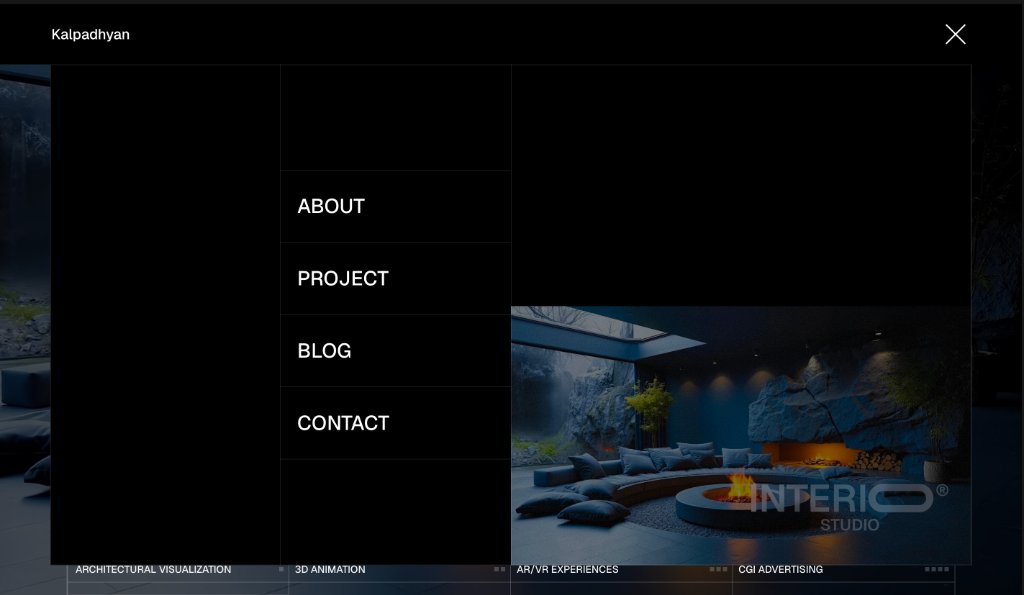 Kalpadhyan
ABOUT
PROJECT
BLOG
CONTACT
INTERIO®
STUDIO
ARCHITECTURAL VISUALIZATION
3D ANIMATION
AR/VR EXPERIENCES
CGI ADVERTISING